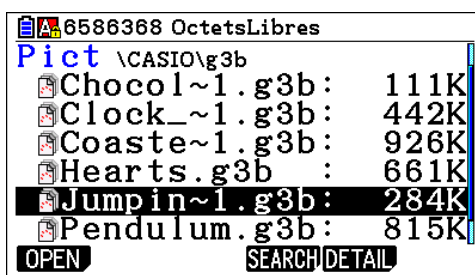 6586368 OctetsLibres
Pict \CASIO\g3b
Chocol~1.g3b: 111K
Clock_~1.g3b: 442K
Coaste~1.g3b: 926K
Hearts.g3b : 661K
Jumpin~1.g3b: 284K
Pendulum.g3b: 815K
OPEN SEARCH DETAIL